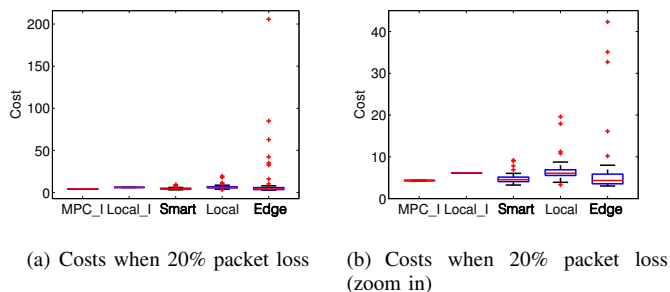 200
150
100
50
0
Cost
MPC_I Local_I Smart Local Edge
40
30
20
10
0
Cost
MPC_I Local_I Smart Local Edge
(a) Costs when 20% packet loss
(b) Costs when 20% packet loss
(zoom in)